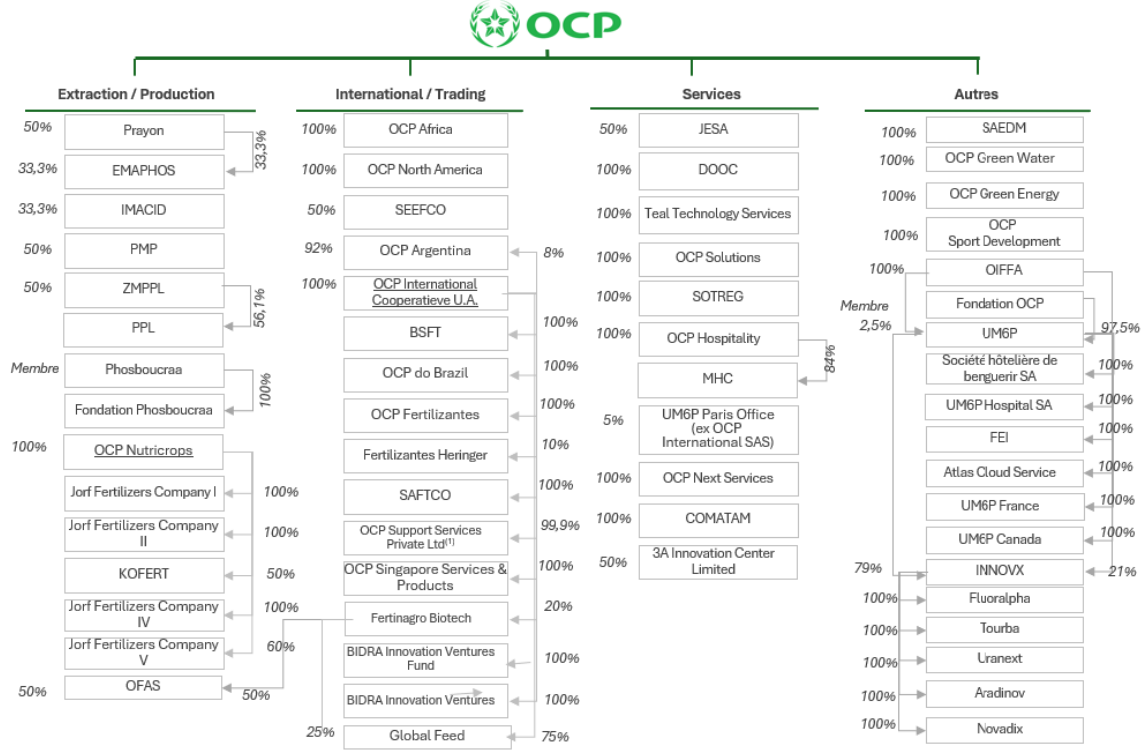 OCP
Extraction / Production
50%
Prayon
33,3%
33,3%
EMAPHOS
33,3%
IMACID
50%
PMP
50%
ZMPPL
56,1%
PPL
Membre
Phosboucraa
100%
Fondation Phosboucraa
100%
OCP Nutricrops
Jorf Fertilizers Company I
100%
Jorf Fertilizers Company
II
100%
KOFERT
50%
Jorf Fertilizers Company
IV
100%
Jorf Fertilizers Company
V
60%
50%
OFAS
50%
International / Trading
100%
OCP Africa
100%
OCP North America
50%
SEEFCO
92%
OCP Argentina
8%
100%
OCP International
Cooperatieve U.A.
BSFT
100%
OCP do Brazil
100%
OCP Fertilizantes
100%
Fertilizantes Heringer
10%
SAFTCO
100%
OCP Support Services
Private Ltd(1)
99,9%
OCP Singapore Services &
Products
100%
Fertinagro Biotech
20%
BIDRA Innovation Ventures
Fund
100%
BIDRA Innovation Ventures
100%
25%
Global Feed
75%
Services
50%
JESA
100%
DOOC
100%
Teal Technology Services
100%
OCP Solutions
100%
SOTREG
100%
OCP Hospitality
84%
MHC
5%
UM6P Paris Office
(ex OCP
International SAS)
100%
OCP Next Services
100%
COMATAM
50%
3A Innovation Center
Limited
Autres
100%
SAEDM
100%
OCP Green Water
100%
OCP Green Energy
100%
OCP
Sport Development
100%
OIFFA
Membre
Fondation OCP
2,5%
UM6P
97,5%
Société hôtelière de
benguerir SA
100%
UM6P Hospital SA
100%
FEI
100%
Atlas Cloud Service
100%
UM6P France
100%
UM6P Canada
100%
79%
INNOVX
21%
100%
Fluoralpha
100%
Tourba
100%
Uranext
100%
Aradinov
100%
Novadix